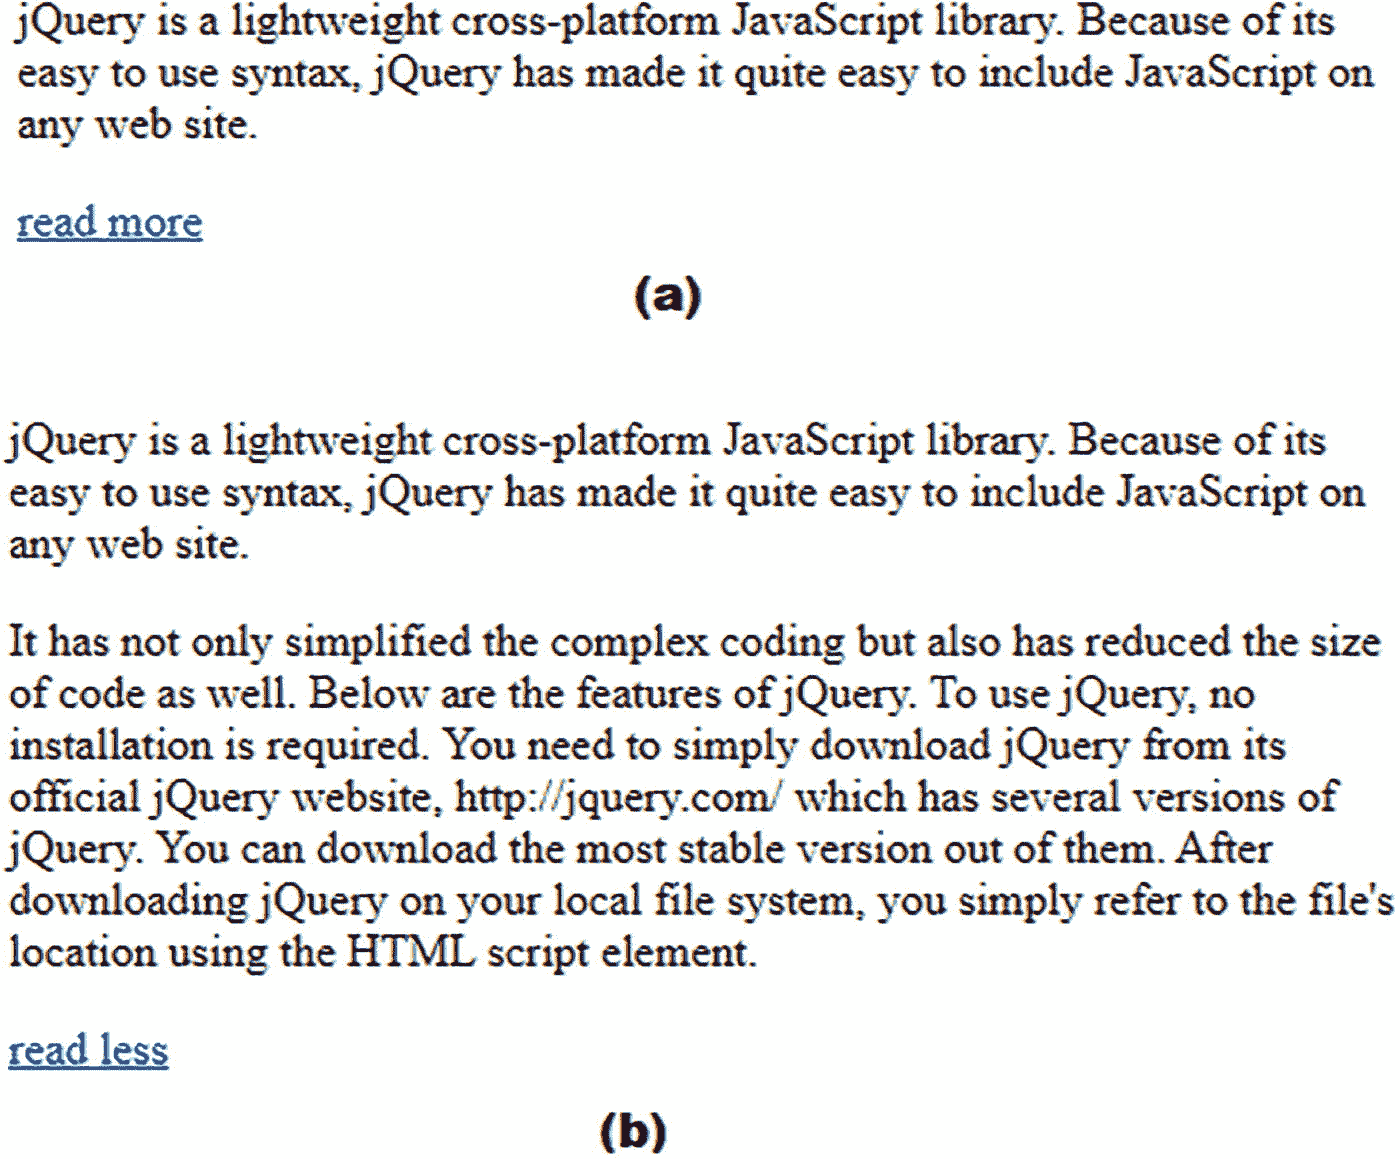 jQuery is a lightweight cross-platform JavaScript library. Because of its
easy to use syntax, jQuery has made it quite easy to include JavaScript on
any web site.
read more
(a)
jQuery is a lightweight cross-platform JavaScript library. Because of its
easy to use syntax, jQuery has made it quite easy to include JavaScript on
any web site.
It has not only simplified the complex coding but also has reduced the size
of code as well. Below are the features of jQuery. To use jQuery, no
installation is required. You need to simply download jQuery from its
official jQuery website, http://jquery.com/ which has several versions of
jQuery. You can download the most stable version out of them. After
downloading jQuery on your local file system, you simply refer to the file's
location using the HTML script element.
read less
(b)